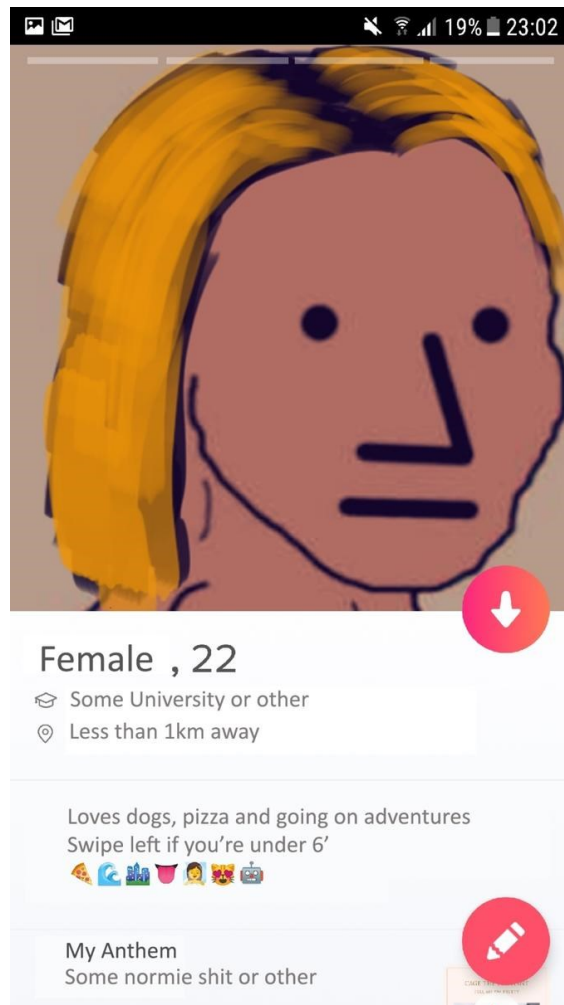 19% 23:02
Female , 22
Some University or other
Less than 1km away
Loves dogs, pizza and going on adventures
Swipe left if you’re under 6’
🍕🌊🏙️👅👰😻🤖
My Anthem
Some normie shit or other